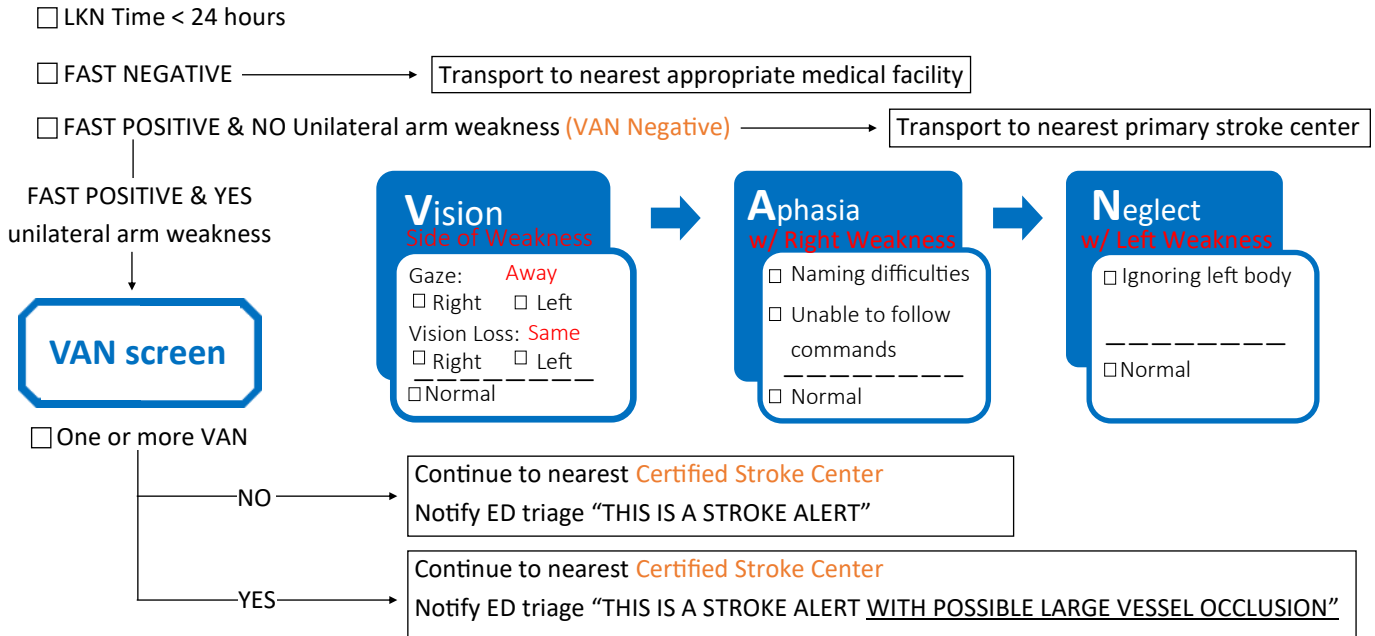 ☐ LKN Time < 24 hours
☐ FAST NEGATIVE
Transport to nearest appropriate medical facility
☐ FAST POSITIVE & NO Unilateral arm weakness (VAN Negative)
Transport to nearest primary stroke center
FAST POSITIVE & YES
unilateral arm weakness
VAN screen
Vision
Side of Weakness
Gaze: Away
☐ Right ☐ Left
Vision Loss: Same
☐ Right ☐ Left
________
☐ Normal
Aphasia
w/ Right Weakness
☐ Naming difficulties
☐ Unable to follow
commands
________
☐ Normal
Neglect
w/ Left Weakness
☐ Ignoring left body
________
☐ Normal
☐ One or more VAN
NO
Continue to nearest Certified Stroke Center
Notify ED triage “THIS IS A STROKE ALERT”
YES
Continue to nearest Certified Stroke Center
Notify ED triage “THIS IS A STROKE ALERT WITH POSSIBLE LARGE VESSEL OCCLUSION”